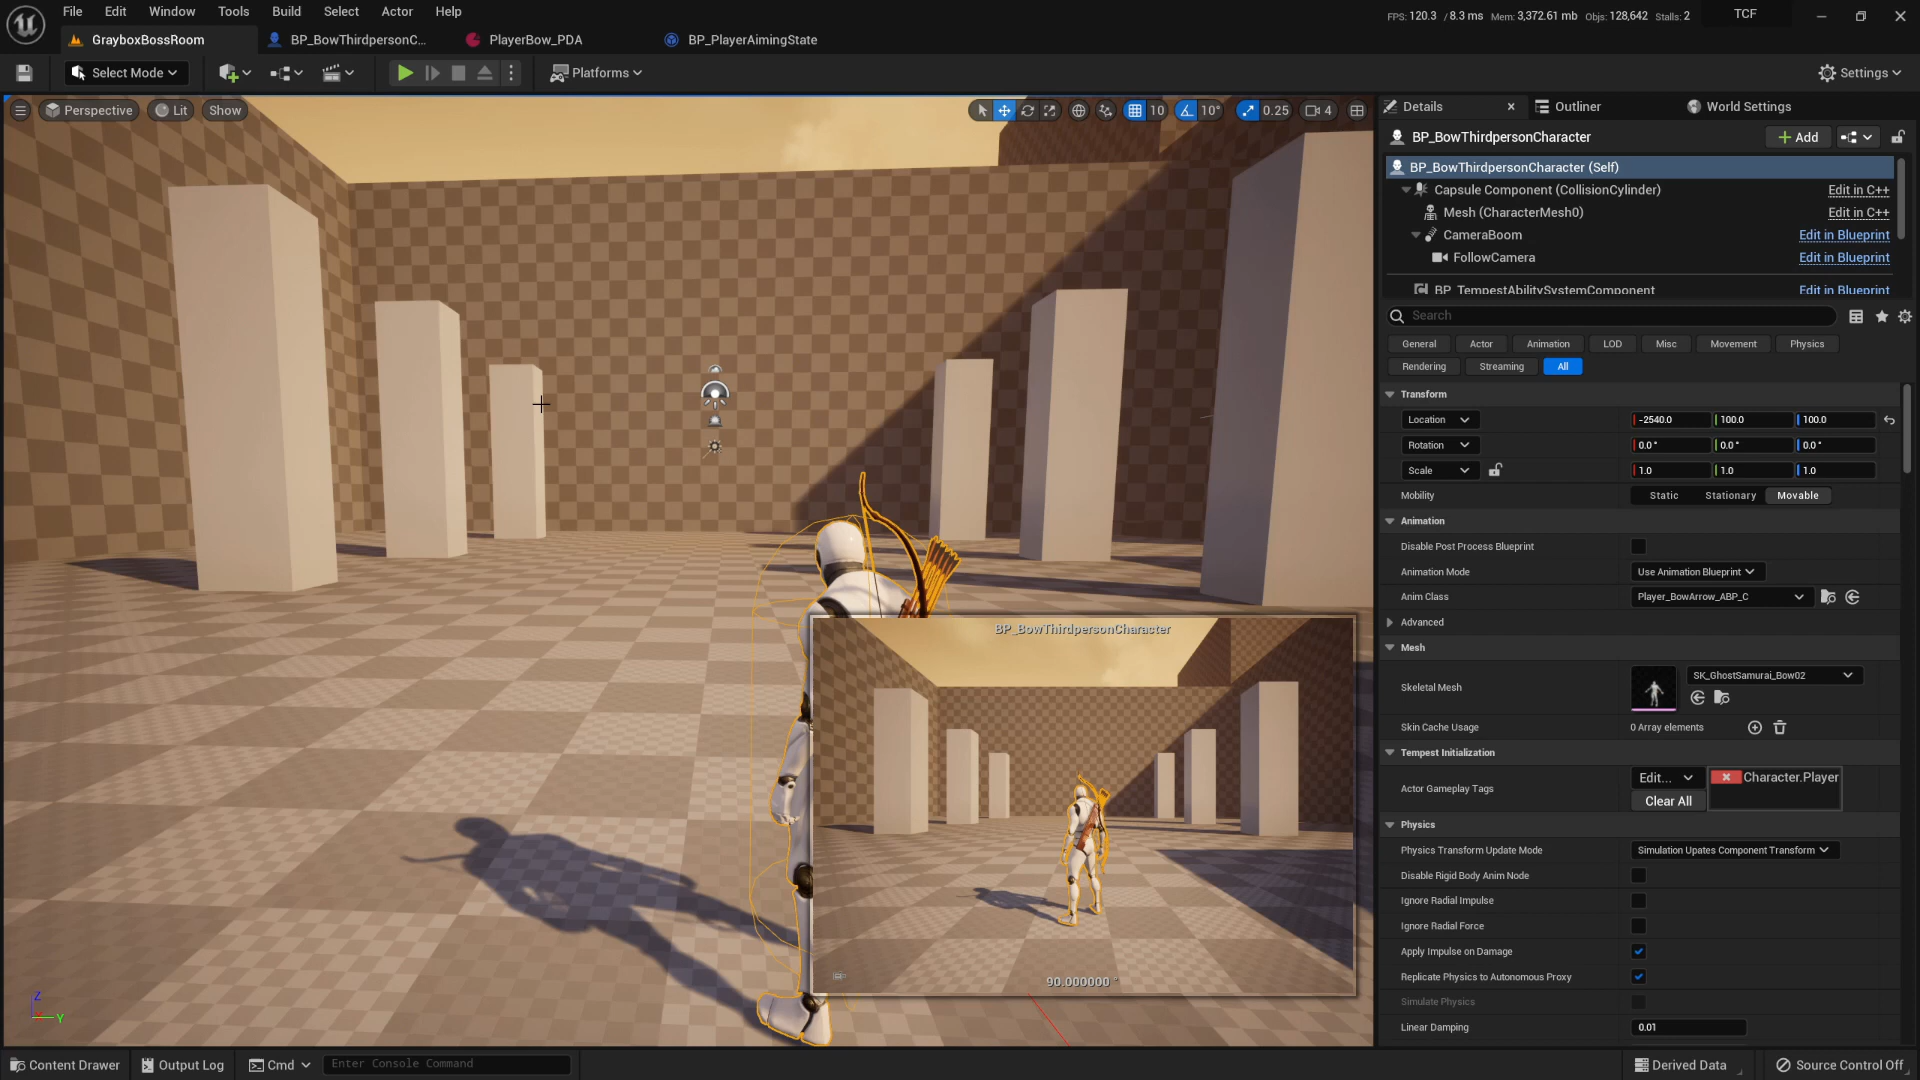 File Edit Window Tools Build Select Actor Help
FPS: 120.3 / 8.3 ms Mem: 3,372.61 mb Objs: 128,642 Stalls: 2 TCF
GrayboxBossRoom BP_BowThirdpersonC... PlayerBow_PDA BP_PlayerAimingState
Select Mode Platforms Settings
Perspective Lit Show 10 10° 0.25 4
Details Outliner World Settings
BP_BowThirdpersonCharacter Add
BP_BowThirdpersonCharacter (Self)
Capsule Component (CollisionCylinder) Edit in C++
Mesh (CharacterMesh0) Edit in C++
CameraBoom Edit in Blueprint
FollowCamera Edit in Blueprint
BP_TempestAbilitySystemComponent Edit in Blueprint
Search
General Actor Animation LOD Misc Movement Physics
Rendering Streaming All
Transform
Location -2540.0 100.0 100.0
Rotation 0.0 ° 0.0 ° 0.0 °
Scale 1.0 1.0 1.0
Mobility Static Stationary Movable
Animation
Disable Post Process Blueprint
Animation Mode Use Animation Blueprint
Anim Class Player_BowArrow_ABP_C
Advanced
Mesh
Skeletal Mesh SK_GhostSamurai_Bow02
Skin Cache Usage 0 Array elements
Tempest Initialization
Actor Gameplay Tags Edit... Character.Player
Clear All
Physics
Physics Transform Update Mode Simulation Upates Component Transform
Disable Rigid Body Anim Node
Ignore Radial Impulse
Ignore Radial Force
Apply Impulse on Damage
Replicate Physics to Autonomous Proxy
Simulate Physics
Linear Damping 0.01
BP_BowThirdpersonCharacter
90.000000 °
Z
Y
Content Drawer Output Log Cmd Enter Console Command Derived Data Source Control Off